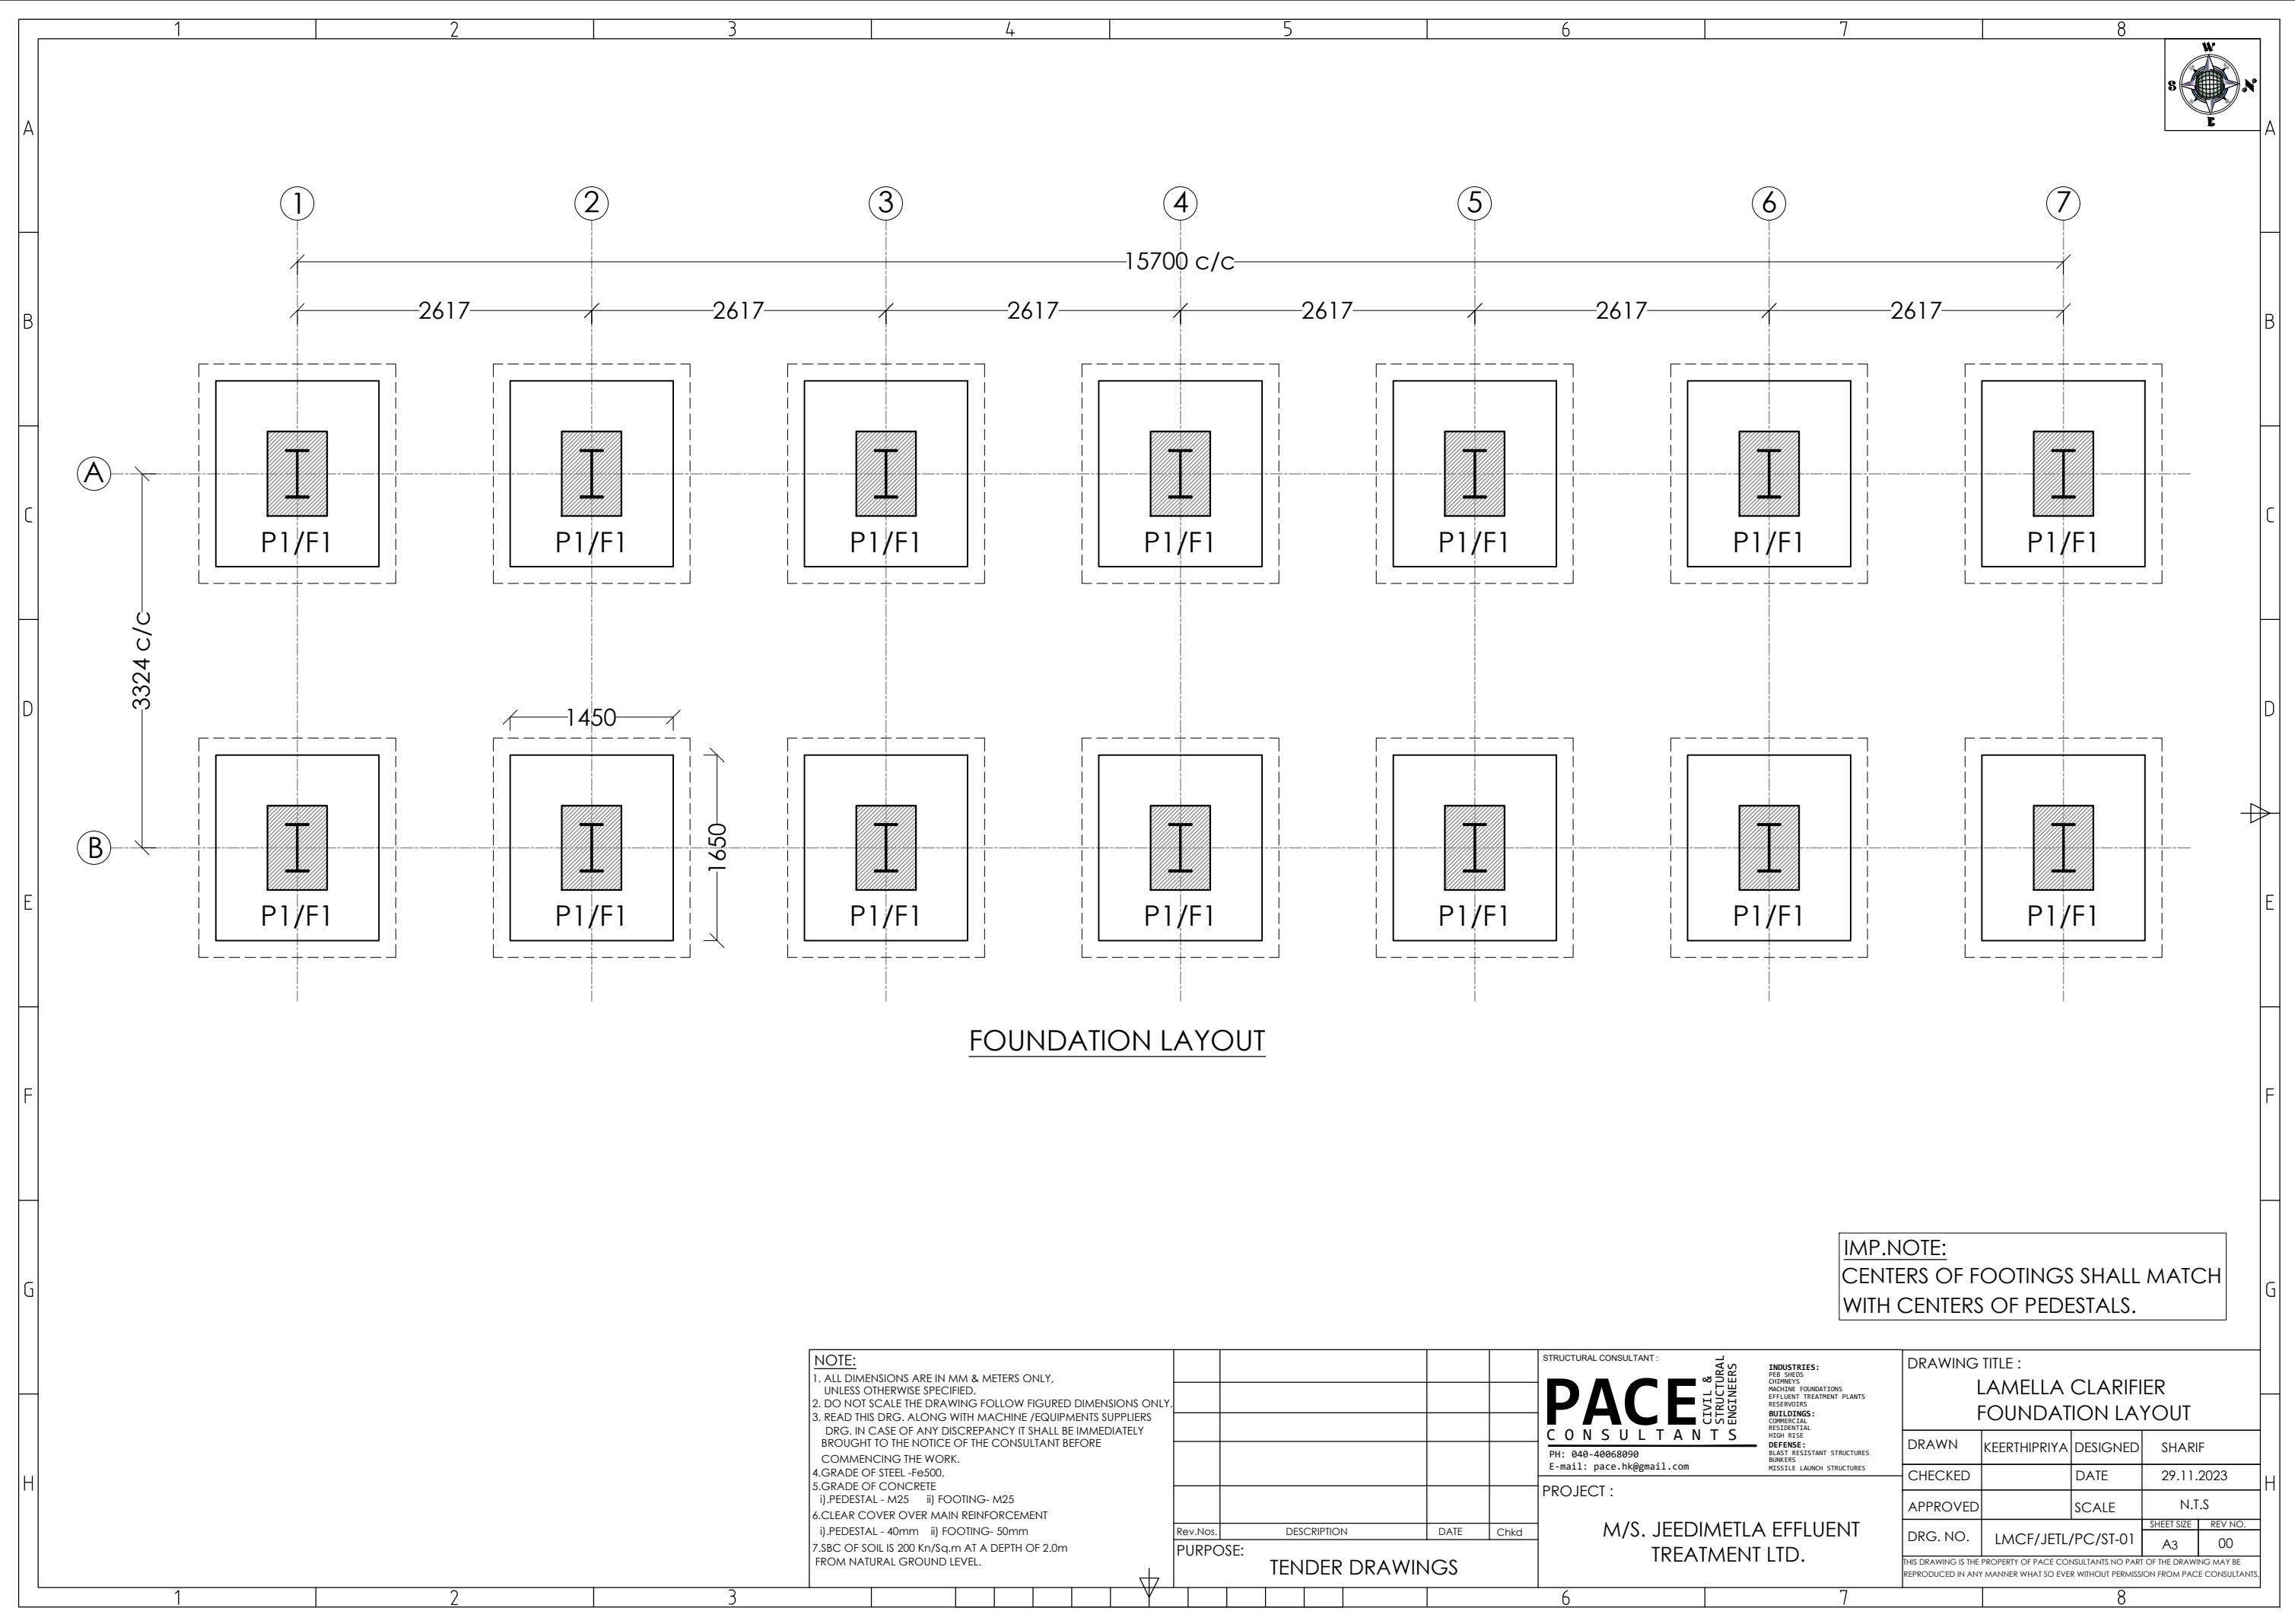 1 2 3 4 5 6 7 8
W
S N
E
A A
1 2 3 4 5 6 7
15700 c/c
B B
2617 2617 2617 2617 2617 2617
A
C C
P1/F1 P1/F1 P1/F1 P1/F1 P1/F1 P1/F1 P1/F1
3324 c/c
D D
1450
1650
B
E E
P1/F1 P1/F1 P1/F1 P1/F1 P1/F1 P1/F1 P1/F1
FOUNDATION LAYOUT
F F
G G
IMP.NOTE:
CENTERS OF FOOTINGS SHALL MATCH
WITH CENTERS OF PEDESTALS.
H H
NOTE:
1. ALL DIMENSIONS ARE IN MM & METERS ONLY,
UNLESS OTHERWISE SPECIFIED.
2. DO NOT SCALE THE DRAWING FOLLOW FIGURED DIMENSIONS ONLY.
3. READ THIS DRG. ALONG WITH MACHINE /EQUIPMENTS SUPPLIERS
DRG. IN CASE OF ANY DISCREPANCY IT SHALL BE IMMEDIATELY
BROUGHT TO THE NOTICE OF THE CONSULTANT BEFORE
COMMENCING THE WORK.
4.GRADE OF STEEL -Fe500.
5.GRADE OF CONCRETE
i).PEDESTAL - M25 ii) FOOTING- M25
6.CLEAR COVER OVER MAIN REINFORCEMENT
i).PEDESTAL - 40mm ii) FOOTING- 50mm
7.SBC OF SOIL IS 200 Kn/Sq.m AT A DEPTH OF 2.0m
FROM NATURAL GROUND LEVEL.
Rev.Nos. DESCRIPTION DATE Chkd
PURPOSE:
TENDER DRAWINGS
STRUCTURAL CONSULTANT :
PACE
CIVIL &
STRUCTURAL
ENGINEERS
CONSULTANTS
PH: 040-40068090
E-mail: pace.hk@gmail.com
INDUSTRIES:
PEB SHEDS
CHIMNEYS
MACHINE FOUNDATIONS
EFFLUENT TREATMENT PLANTS
RESERVOIRS
BUILDINGS:
COMMERCIAL
RESIDENTIAL
HIGH RISE
DEFENSE:
BLAST RESISTANT STRUCTURES
BUNKERS
MISSILE LAUNCH STRUCTURES
PROJECT :
M/S. JEEDIMETLA EFFLUENT
TREATMENT LTD.
DRAWING TITLE :
LAMELLA CLARIFIER
FOUNDATION LAYOUT
DRAWN KEERTHIPRIYA DESIGNED SHARIF
CHECKED DATE 29.11.2023
APPROVED SCALE N.T.S
DRG. NO. LMCF/JETL/PC/ST-01
SHEET SIZE REV NO.
A3 00
THIS DRAWING IS THE PROPERTY OF PACE CONSULTANTS NO PART OF THE DRAWING MAY BE
REPRODUCED IN ANY MANNER WHAT SO EVER WITHOUT PERMISSION FROM PACE CONSULTANTS.
1 2 3 6 7 8